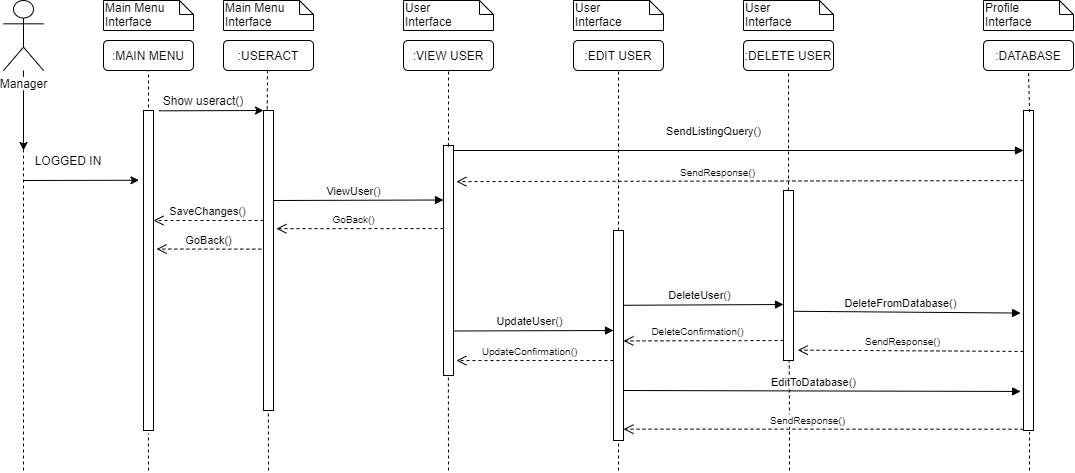 Main Menu
Interface
Main Menu
Interface
User
Interface
User
Interface
User
Interface
Profile
Interface
:MAIN MENU
:USERACT
:VIEW USER
:EDIT USER
:DELETE USER
:DATABASE
Manager
Show useract()
SendListingQuery()
LOGGED IN
SendResponse()
ViewUser()
SaveChanges()
GoBack()
GoBack()
DeleteUser()
DeleteFromDatabase()
UpdateUser()
DeleteConfirmation()
SendResponse()
UpdateConfirmation()
EditToDatabase()
SendResponse()